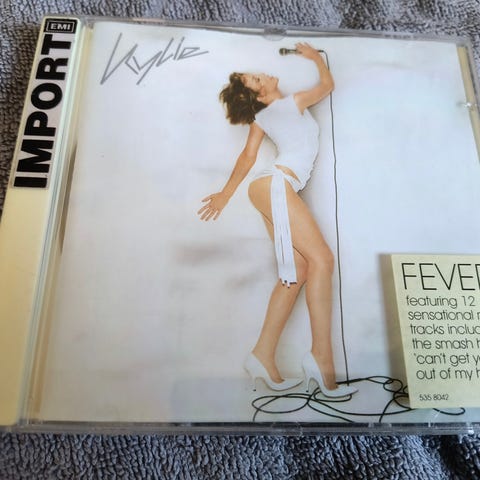 EMI
IMPORT
Kylie
FEVER
featuring 12
sensational
tracks includ
the smash h
'can't get yo
out of my h
535 8042